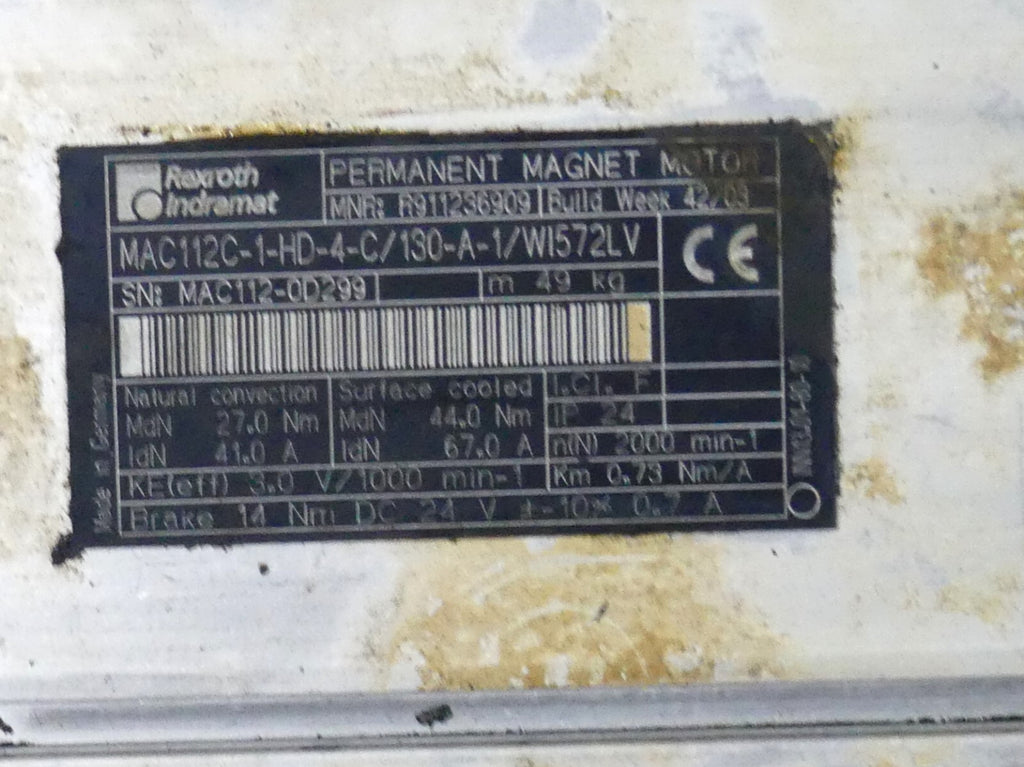 Rexroth
Indramat
PERMANENT MAGNET MOTOR
MNR: R911236909 Build Week 42/03
MAC112C-1-HD-4-C/130-A-1/WI572LV
CE
SN: MAC112-0D299 m 49 kg
Natural convection Surface cooled I.Cl. F
MdN 27.0 Nm MdN 44.0 Nm IP 24
IdN 41.0 A IdN 67.0 A n(N) 2000 min-1
KE(eff) 3.0 V/1000 min-1 Km 0.73 Nm/A
Brake 14 Nm DC 24 V +-10% 0.7 A
Made in Germany